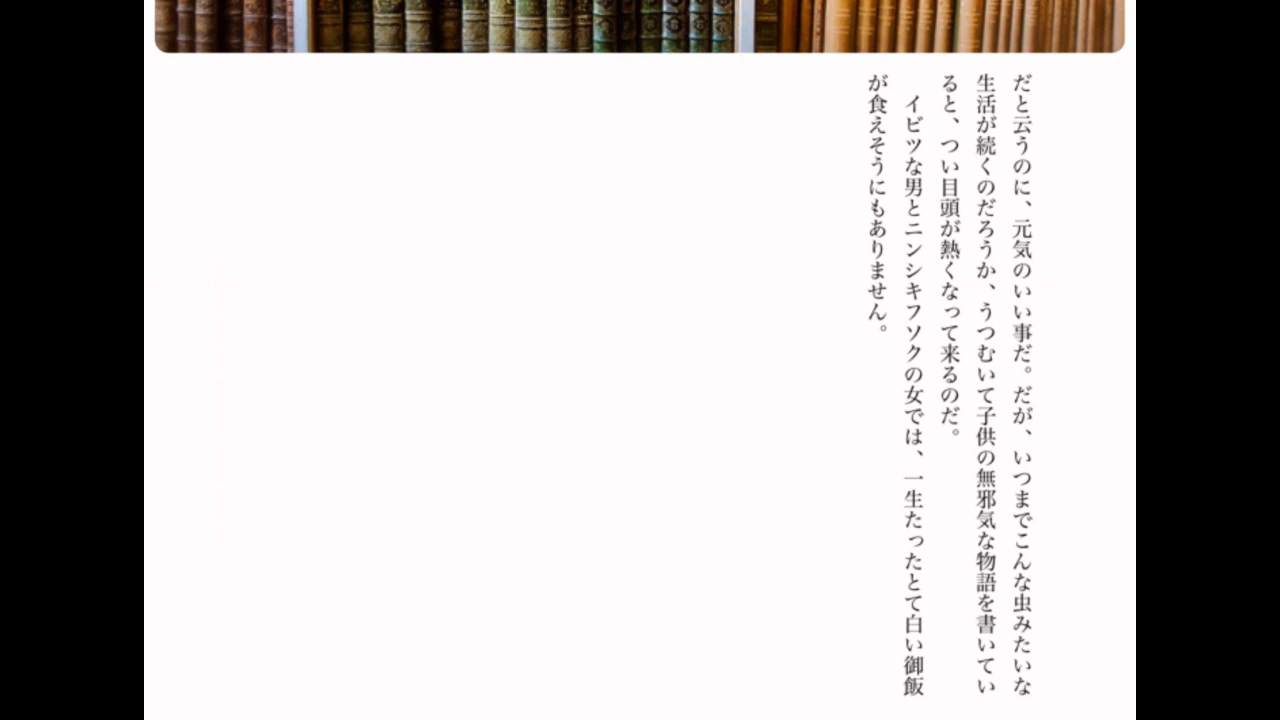 だと云うのに、元気のいい事だ。だが、いつまでこんな虫みたいな
生活が続くのだろうか、うつむいて子供の無邪気な物語を書いてい
ると、つい目頭が熱くなって来るのだ。
イビツな男とニンシキフソクの女では、一生たったとて白い御飯
が食えそうにもありません。